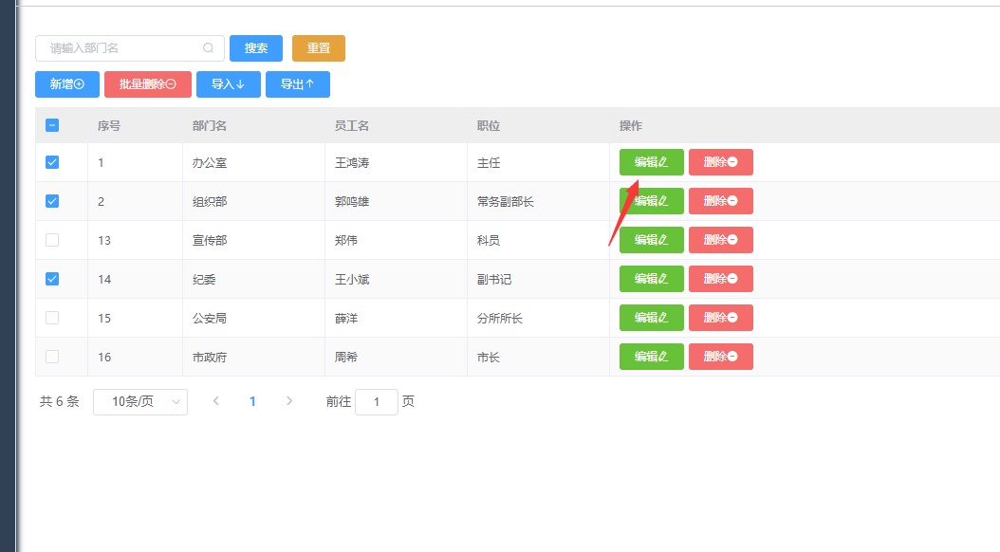 请输入部门名 搜索 重置
新增 批量删除 导入 导出
序号 部门名 员工名 职位 操作
1 办公室 王鸿涛 主任 编辑 删除
2 组织部 郭鸣雄 常务副部长 编辑 删除
13 宣传部 郑伟 科员 编辑 删除
14 纪委 王小斌 副书记 编辑 删除
15 公安局 薛洋 分所所长 编辑 删除
16 市政府 周希 市长 编辑 删除
共 6 条 10条/页 1 前往 1 页